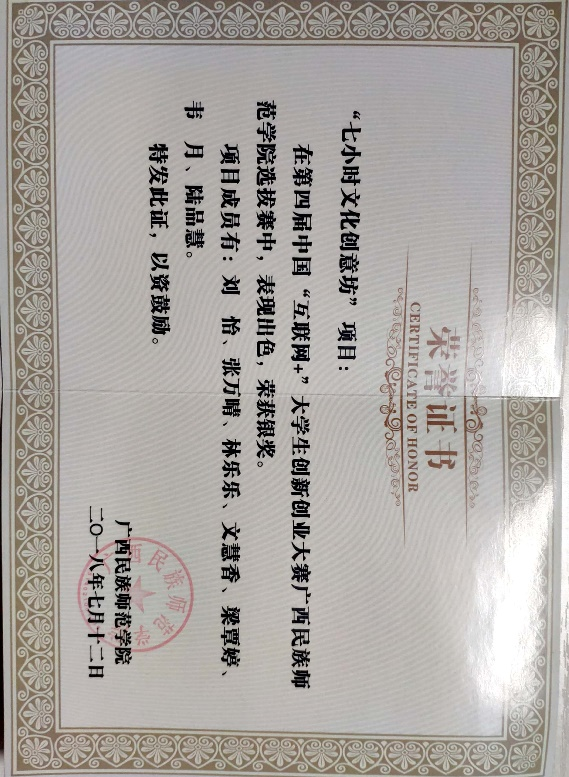 荣誉证书
CERTIFICATE OF HONOR
“七小时文化创意坊”项目：
在第四届中国“互联网+”大学生创新创业大赛广西民族师
范学院选拔赛中，表现出色，荣获银奖。
项目成员有：刘 怡、张万晴、林乐乐、文慧香、梁覃婷、
韦 月、陆品慧。
特发此证，以资鼓励。
广西民族师范学院
二〇一八年七月十二日